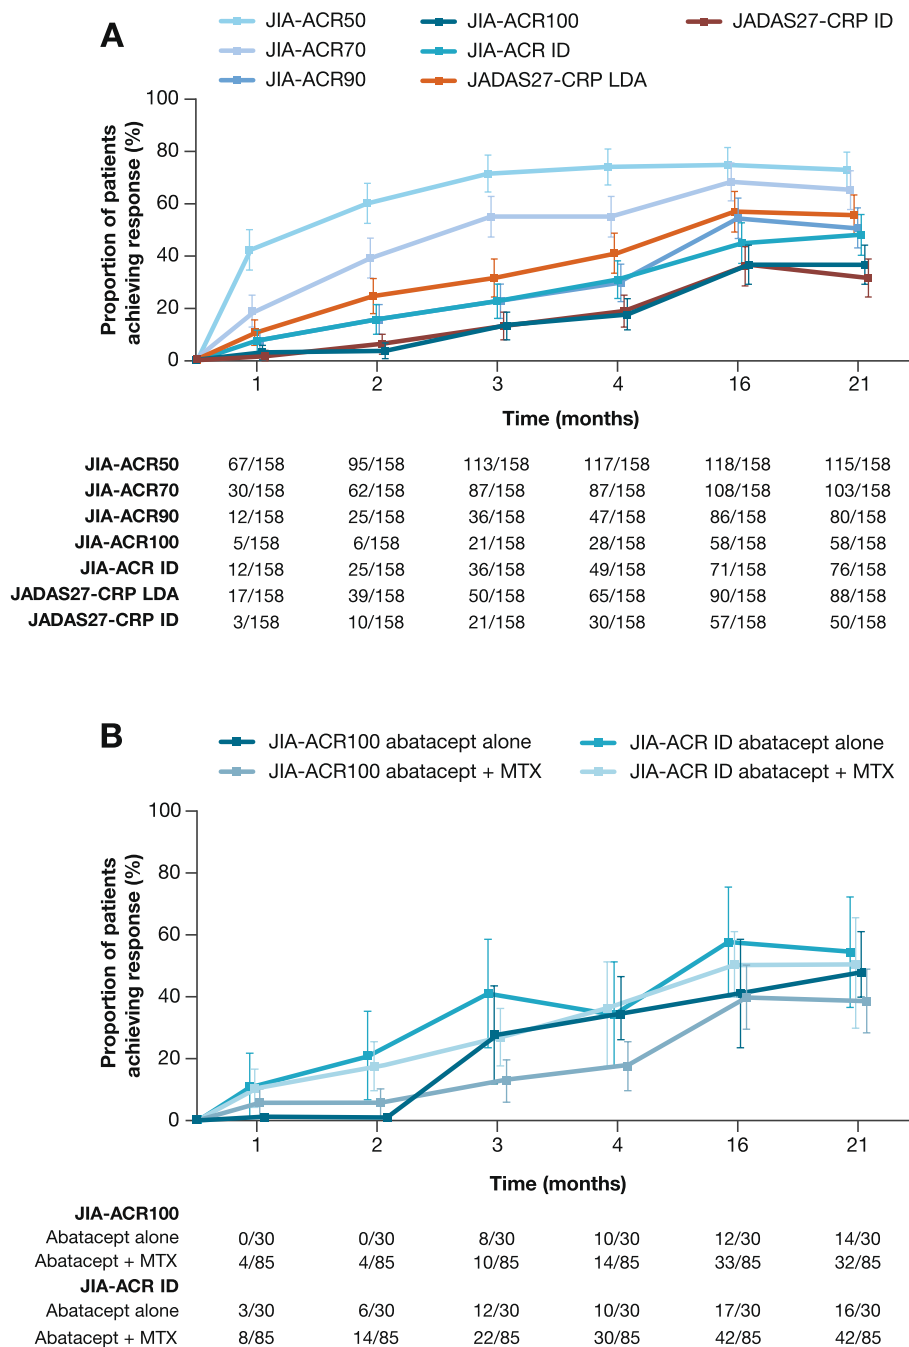 A
JIA-ACR50 JIA-ACR100 JADAS27-CRP ID
JIA-ACR70 JIA-ACR ID
JIA-ACR90 JADAS27-CRP LDA
Proportion of patients
achieving response (%)
100
80
60
40
20
0
1 2 3 4 16 21
Time (months)
JIA-ACR50 67/158 95/158 113/158 117/158 118/158 115/158
JIA-ACR70 30/158 62/158 87/158 87/158 108/158 103/158
JIA-ACR90 12/158 25/158 36/158 47/158 86/158 80/158
JIA-ACR100 5/158 6/158 21/158 28/158 58/158 58/158
JIA-ACR ID 12/158 25/158 36/158 49/158 71/158 76/158
JADAS27-CRP LDA 17/158 39/158 50/158 65/158 90/158 88/158
JADAS27-CRP ID 3/158 10/158 21/158 30/158 57/158 50/158
B
JIA-ACR100 abatacept alone JIA-ACR ID abatacept alone
JIA-ACR100 abatacept + MTX JIA-ACR ID abatacept + MTX
Proportion of patients
achieving response (%)
100
80
60
40
20
0
1 2 3 4 16 21
Time (months)
JIA-ACR100
Abatacept alone 0/30 0/30 8/30 10/30 12/30 14/30
Abatacept + MTX 4/85 4/85 10/85 14/85 33/85 32/85
JIA-ACR ID
Abatacept alone 3/30 6/30 12/30 10/30 17/30 16/30
Abatacept + MTX 8/85 14/85 22/85 30/85 42/85 42/85